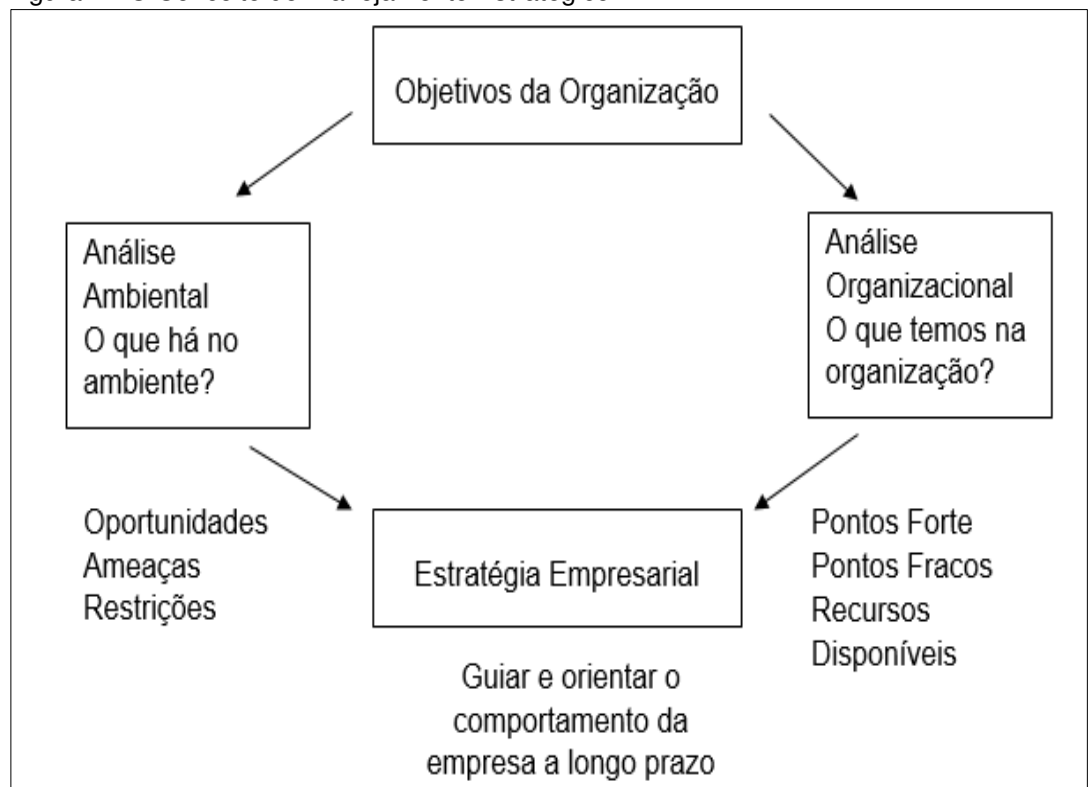 Objetivos da Organização
Análise
Ambiental
O que há no
ambiente?
Análise
Organizacional
O que temos na
organização?
Oportunidades
Ameaças
Restrições
Estratégia Empresarial
Pontos Forte
Pontos Fracos
Recursos
Disponíveis
Guiar e orientar o
comportamento da
empresa a longo prazo